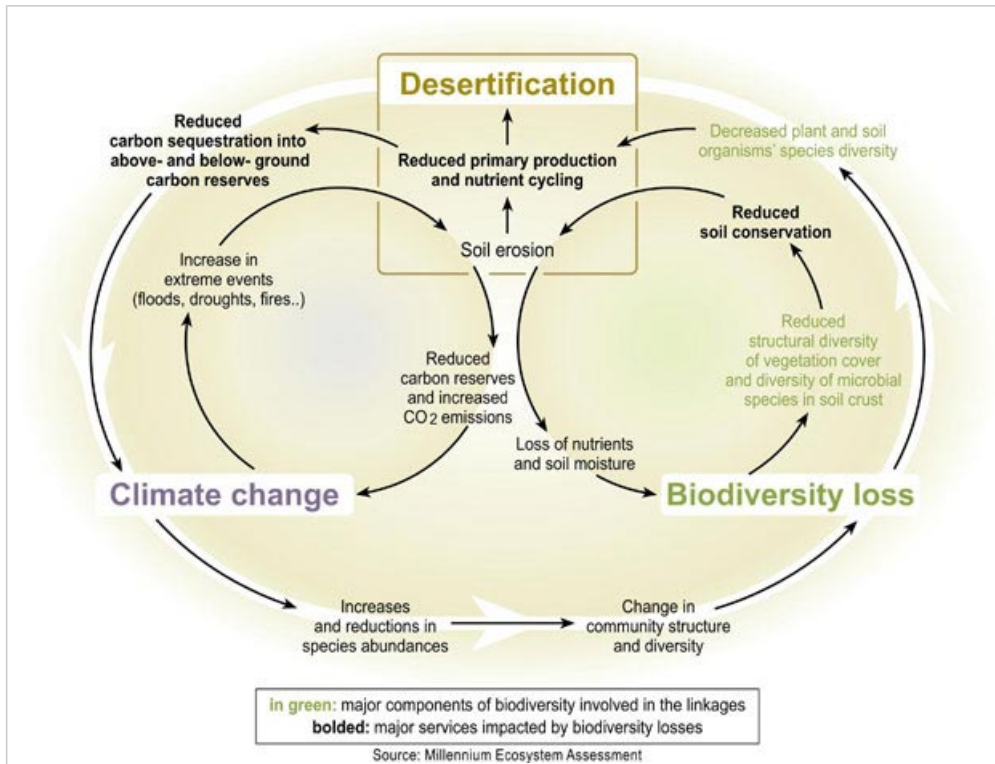 Desertification
Reduced
carbon sequestration into
above- and below- ground
carbon reserves
Reduced primary production
and nutrient cycling
Decreased plant and soil
organisms' species diversity
Reduced
soil conservation
Soil erosion
Increase in
extreme events
(floods, droughts, fires..)
Reduced
structural diversity
of vegetation cover
and diversity of microbial
species in soil crust
Reduced
carbon reserves
and increased
CO2 emissions
Loss of nutrients
and soil moisture
Climate change
Biodiversity loss
Increases
and reductions in
species abundances
Change in
community structure
and diversity
in green: major components of biodiversity involved in the linkages
bolded: major services impacted by biodiversity losses
Source: Millennium Ecosystem Assessment